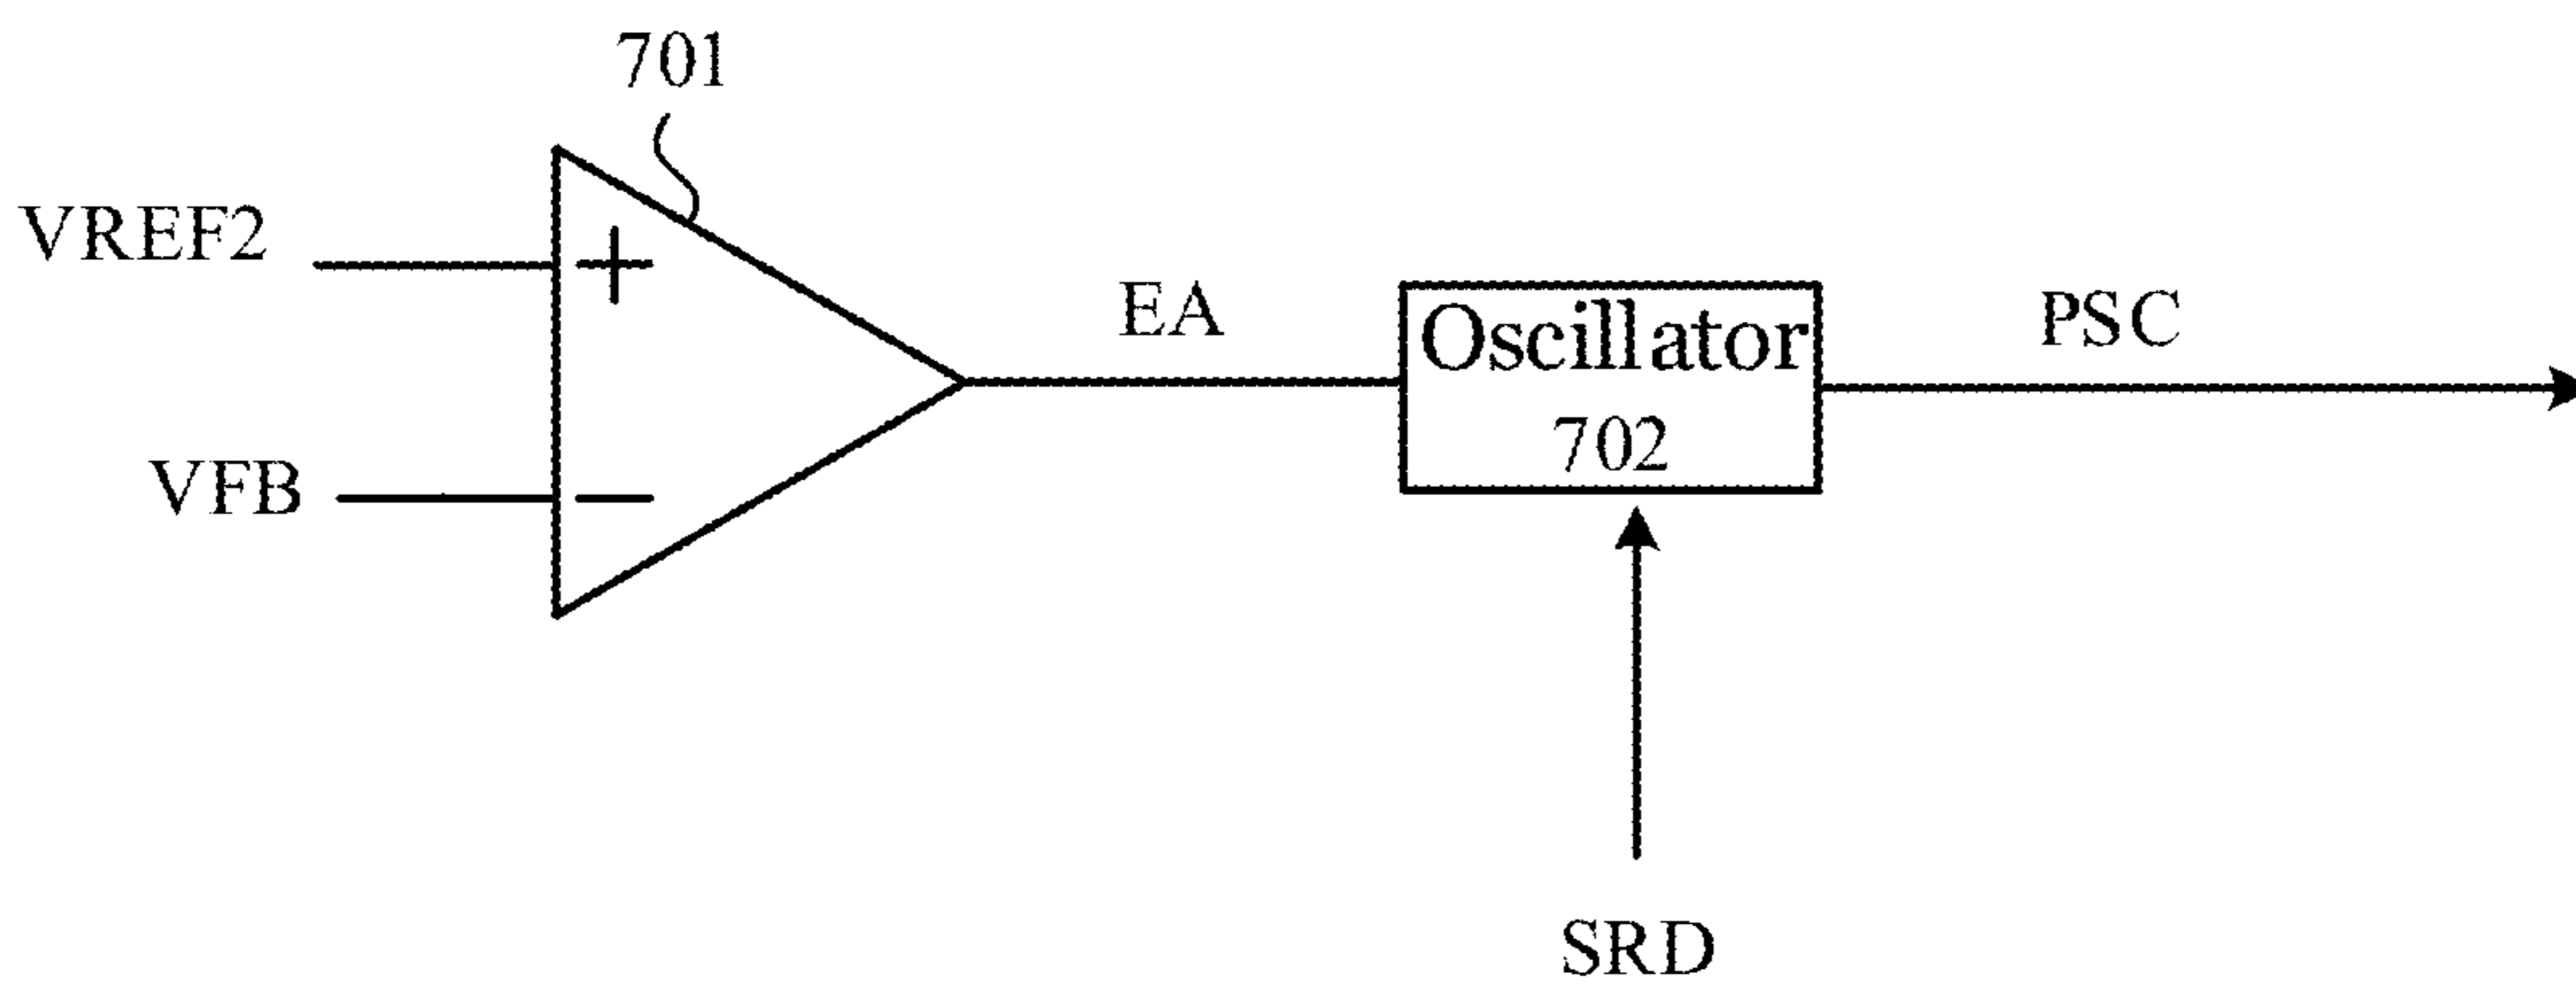 701
VREF2
+
EA
Oscillator
702
PSC
VFB
−
SRD